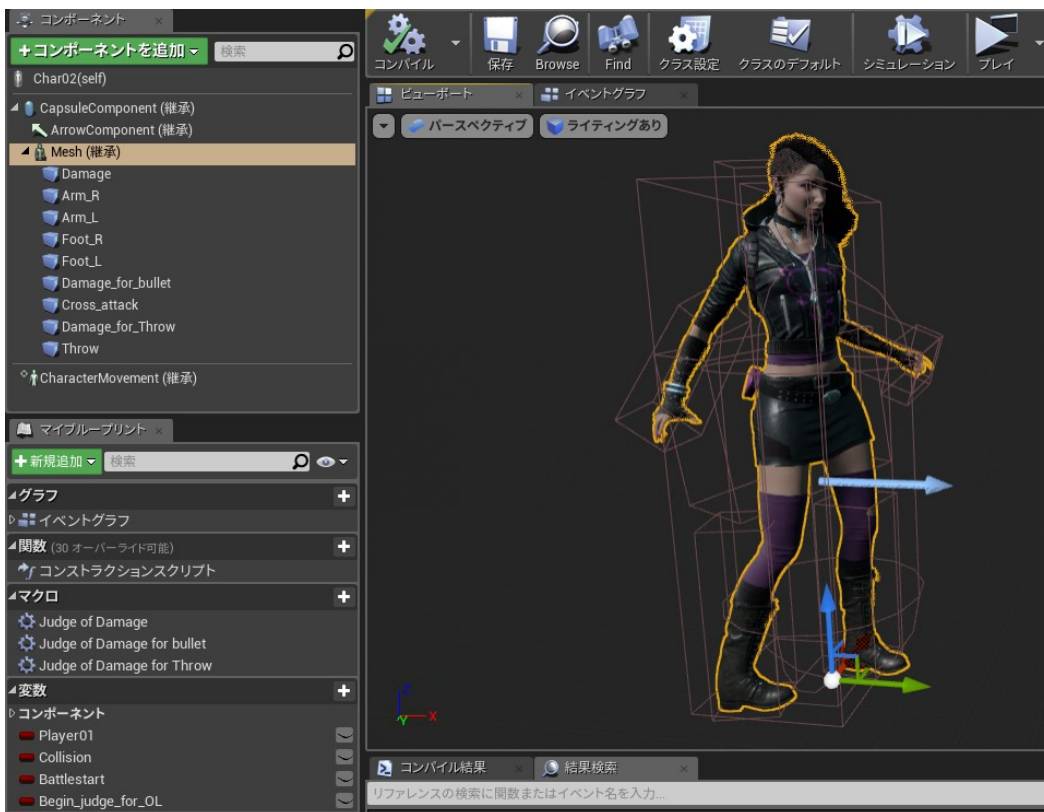 コンポーネント
+コンポーネントを追加
検索
Char02(self)
CapsuleComponent (継承)
ArrowComponent (継承)
Mesh (継承)
Damage
Arm_R
Arm_L
Foot_R
Foot_L
Damage_for_bullet
Cross_attack
Damage_for_Throw
Throw
CharacterMovement (継承)
マイブループリント
+新規追加
検索
グラフ
イベントグラフ
関数 (30 オーバーライド可能)
コンストラクションスクリプト
マクロ
Judge of Damage
Judge of Damage for bullet
Judge of Damage for Throw
変数
コンポーネント
Player01
Collision
Battlestart
Begin_judge_for_OL
コンパイル
保存
Browse
Find
クラス設定
クラスのデフォルト
シミュレーション
プレイ
ビューポート
イベントグラフ
パースペクティブ
ライティングあり
Z
X
Y
コンパイル結果
結果検索
リファレンスの検索に関数またはイベント名を入力...